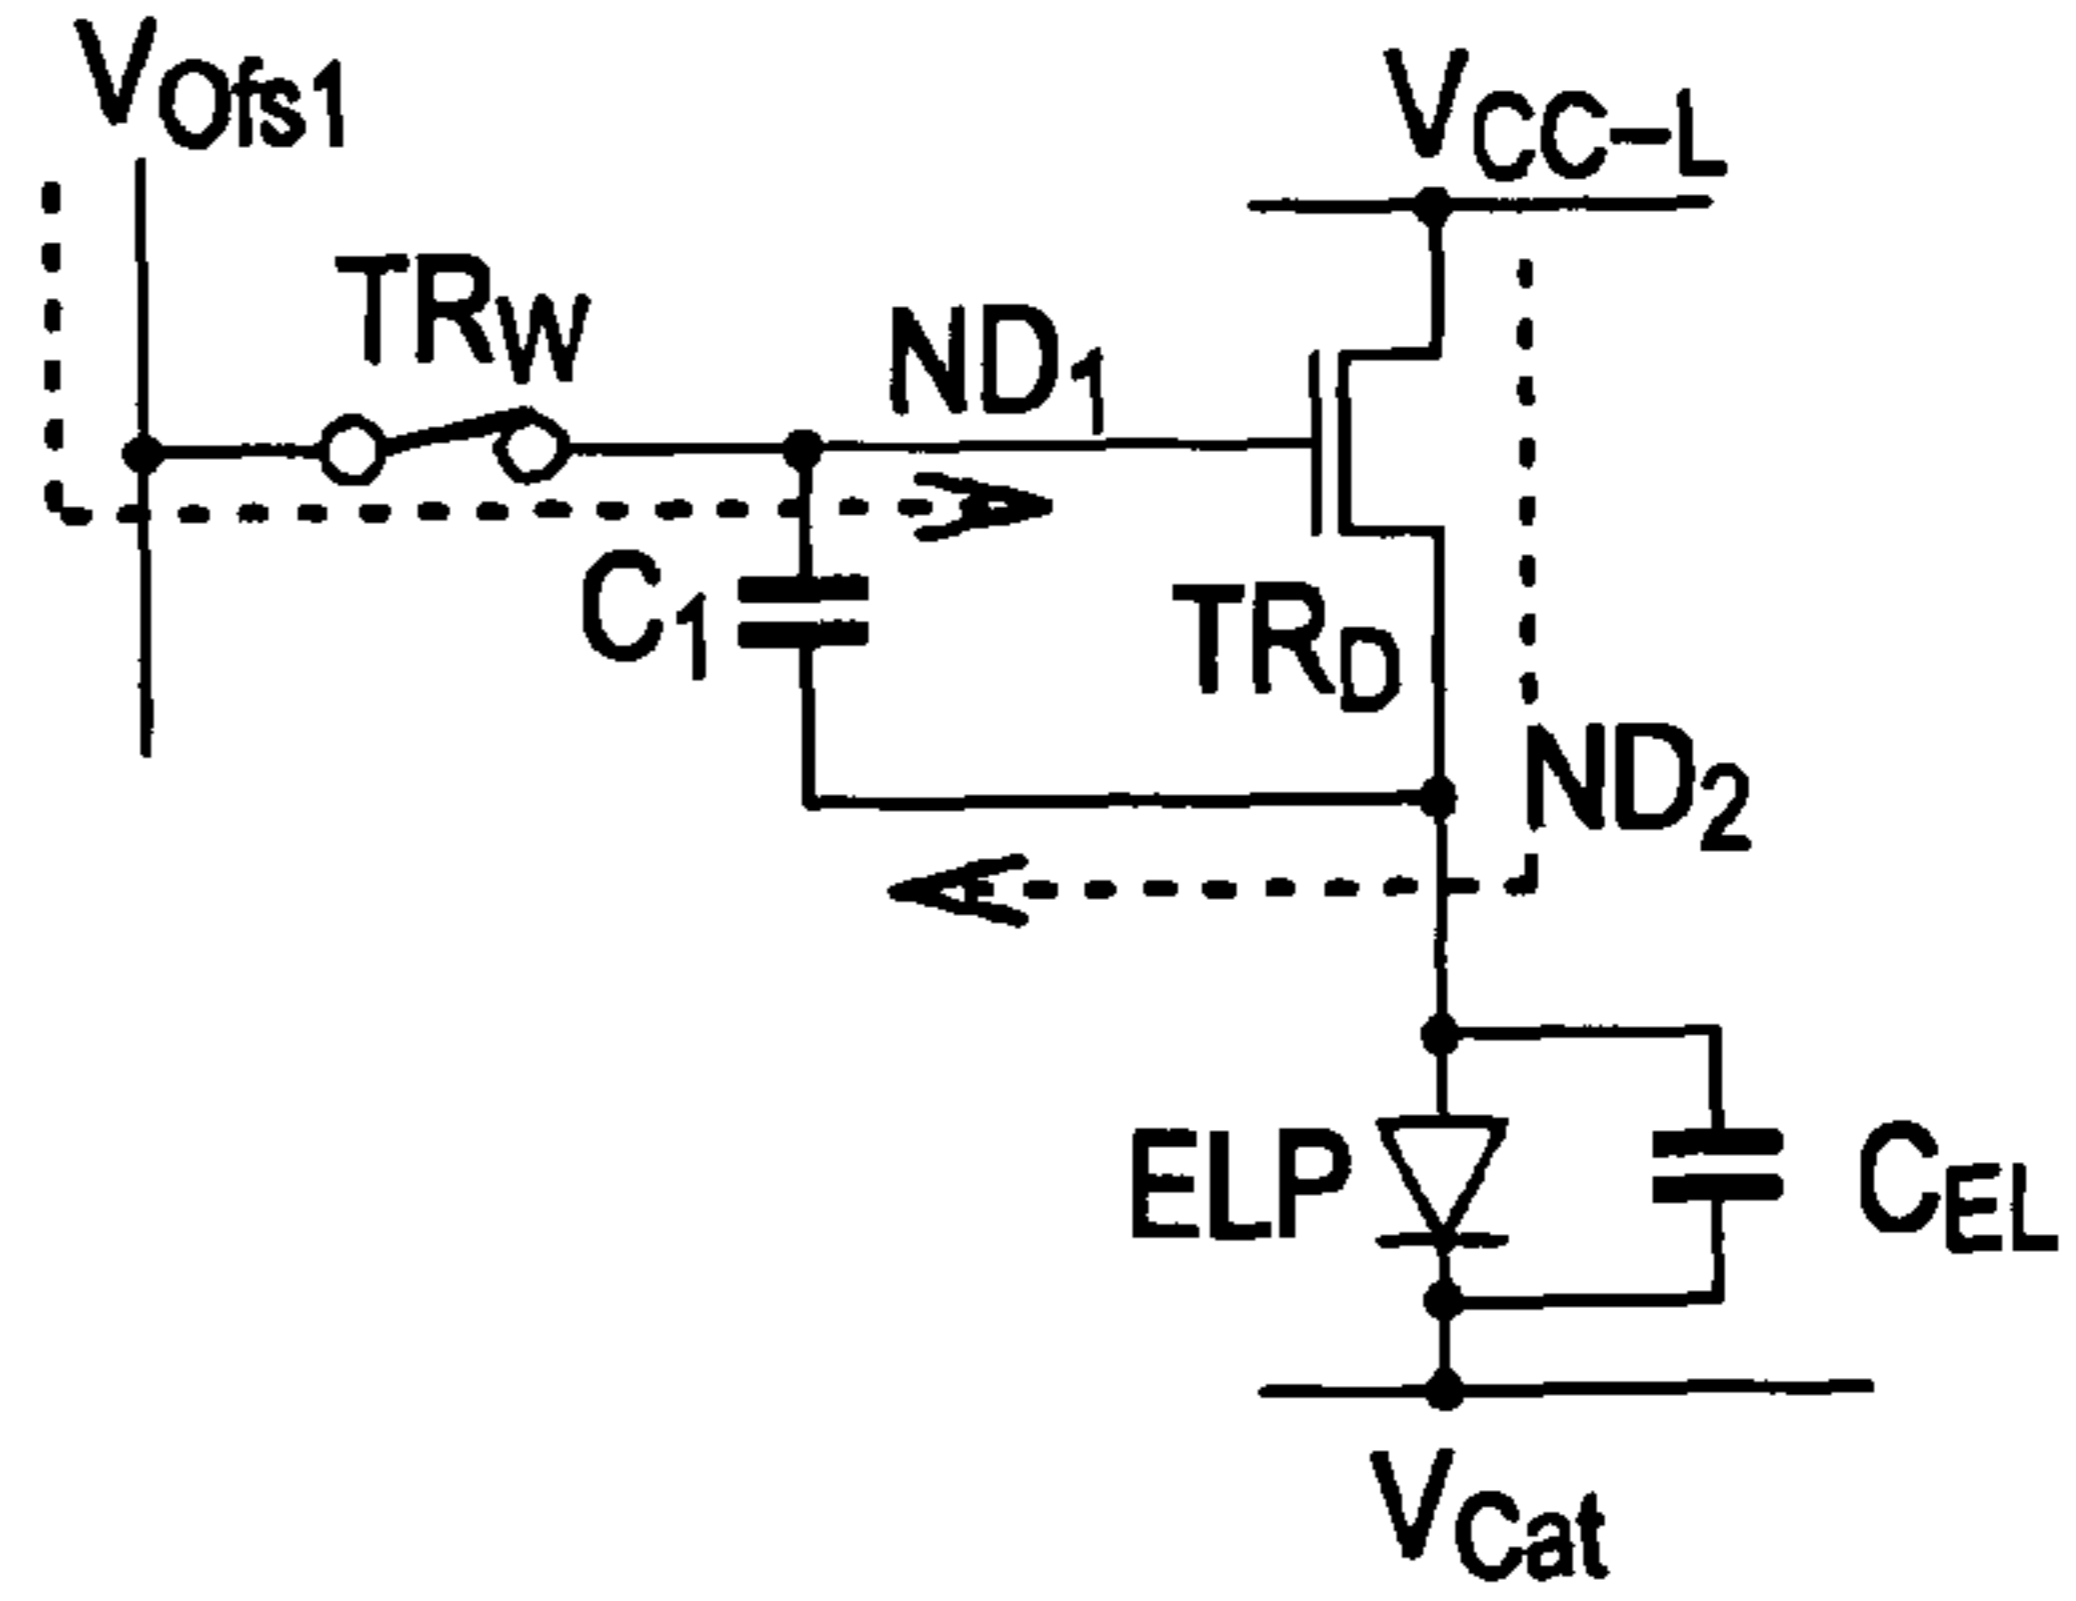 VOfs1
VCC-L
TRW
ND1
C1
TRD
ND2
ELP
CEL
VCat